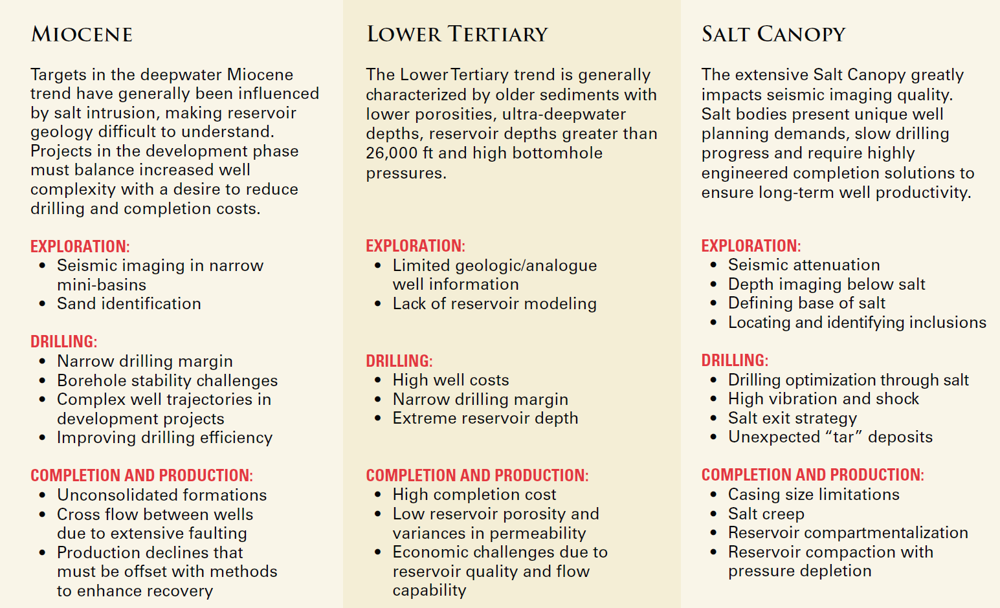 MIOCENE
Targets in the deepwater Miocene
trend have generally been influenced
by salt intrusion, making reservoir
geology difficult to understand.
Projects in the development phase
must balance increased well
complexity with a desire to reduce
drilling and completion costs.
EXPLORATION:
• Seismic imaging in narrow
mini-basins
• Sand identification
DRILLING:
• Narrow drilling margin
• Borehole stability challenges
• Complex well trajectories in
development projects
• Improving drilling efficiency
COMPLETION AND PRODUCTION:
• Unconsolidated formations
• Cross flow between wells
due to extensive faulting
• Production declines that
must be offset with methods
to enhance recovery
LOWER TERTIARY
The Lower Tertiary trend is generally
characterized by older sediments with
lower porosities, ultra-deepwater
depths, reservoir depths greater than
26,000 ft and high bottomhole
pressures.
EXPLORATION:
• Limited geologic/analogue
well information
• Lack of reservoir modeling
DRILLING:
• High well costs
• Narrow drilling margin
• Extreme reservoir depth
COMPLETION AND PRODUCTION:
• High completion cost
• Low reservoir porosity and
variances in permeability
• Economic challenges due to
reservoir quality and flow
capability
SALT CANOPY
The extensive Salt Canopy greatly
impacts seismic imaging quality.
Salt bodies present unique well
planning demands, slow drilling
progress and require highly
engineered completion solutions to
ensure long-term well productivity.
EXPLORATION:
• Seismic attenuation
• Depth imaging below salt
• Defining base of salt
• Locating and identifying inclusions
DRILLING:
• Drilling optimization through salt
• High vibration and shock
• Salt exit strategy
• Unexpected “tar” deposits
COMPLETION AND PRODUCTION:
• Casing size limitations
• Salt creep
• Reservoir compartmentalization
• Reservoir compaction with
pressure depletion